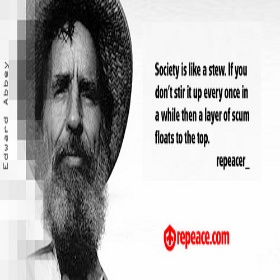 Edward Abbey
Society is like a stew. If you
don't stir it up every once in
a while then a layer of scum
floats to the top.
repeacer_
repeace.com